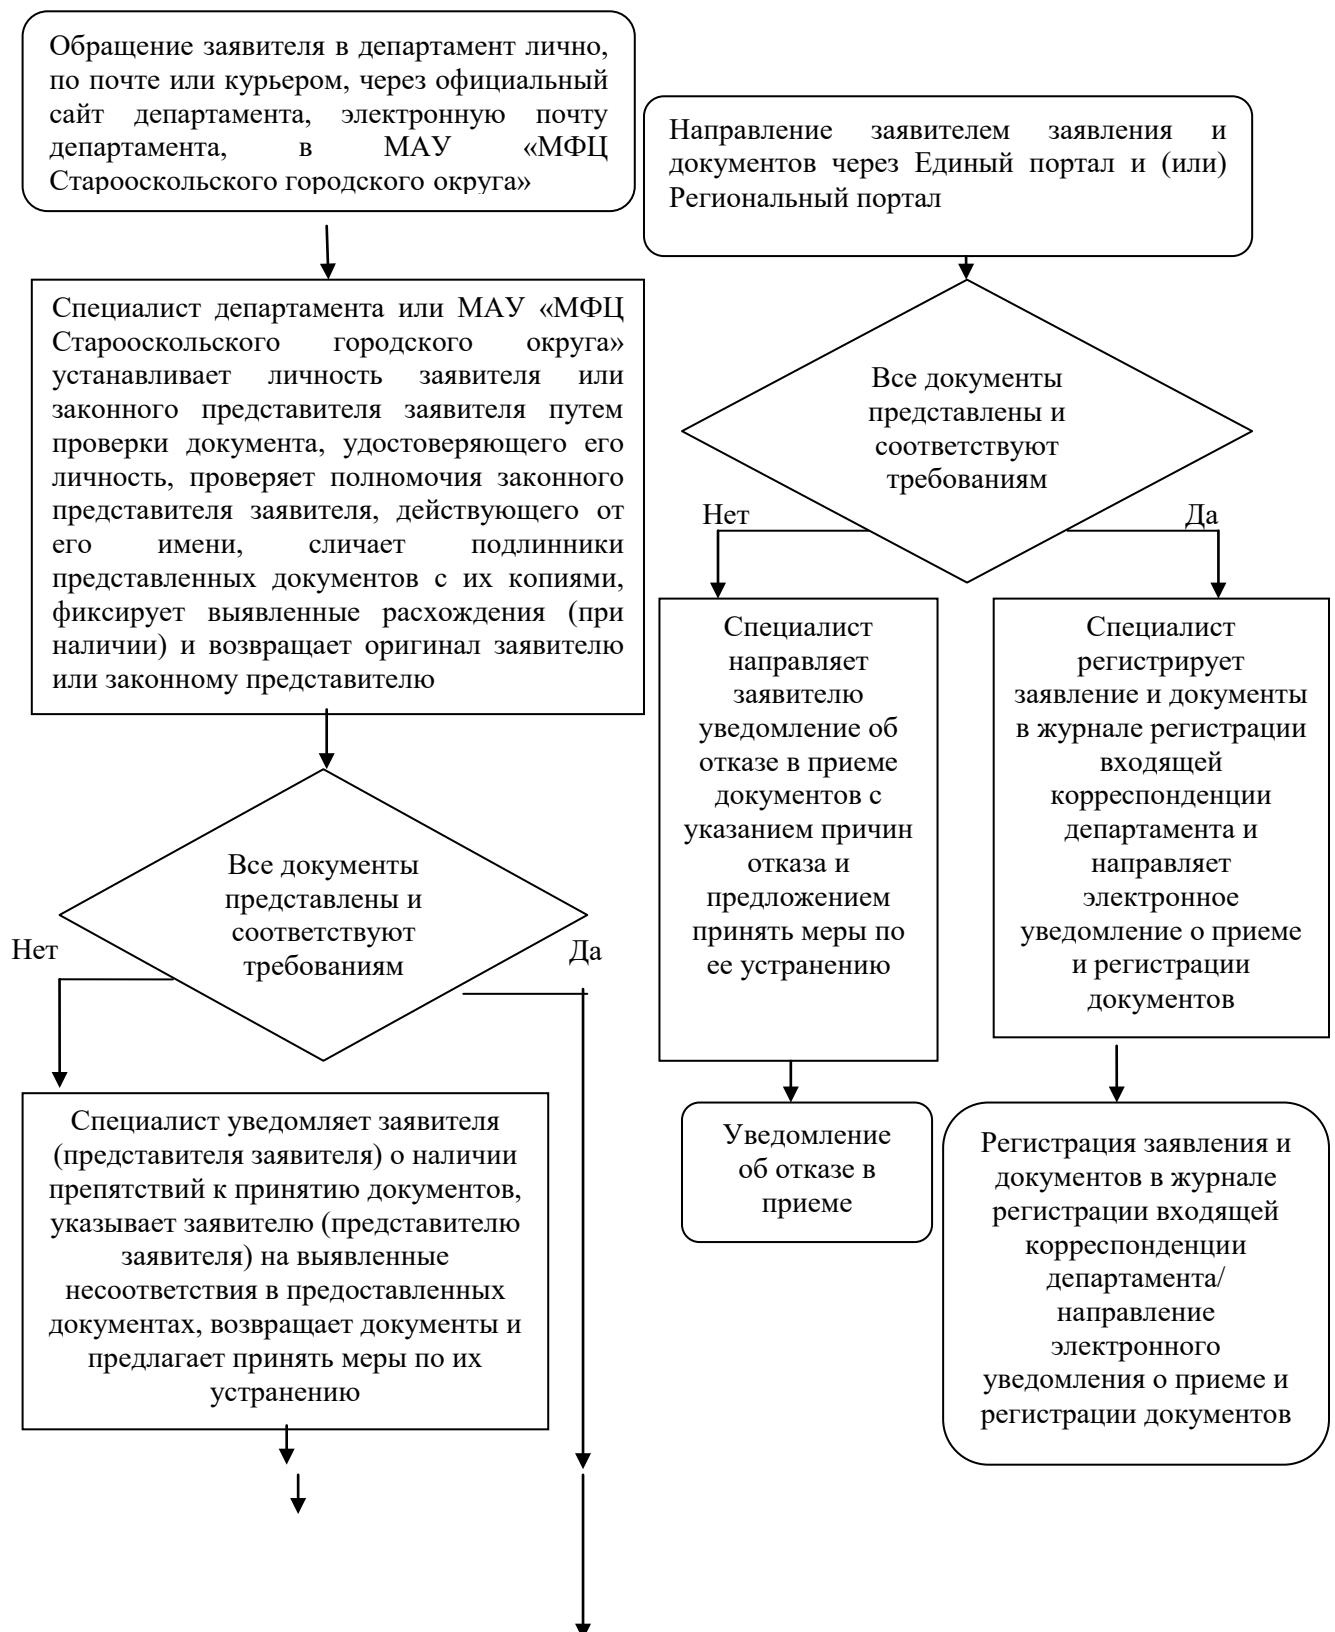 Обращение заявителя в департамент лично,
по почте или курьером, через официальный
сайт департамента, электронную почту
департамента, в МАУ «МФЦ
Старооскольского городского округа»
Направление заявителем заявления и
документов через Единый портал и (или)
Региональный портал
Специалист департамента или МАУ «МФЦ
Старооскольского городского округа»
устанавливает личность заявителя или
законного представителя заявителя путем
проверки документа, удостоверяющего его
личность, проверяет полномочия законного
представителя заявителя, действующего от
его имени, сличает подлинники
представленных документов с их копиями,
фиксирует выявленные расхождения (при
наличии) и возвращает оригинал заявителю
или законному представителю
Все документы
представлены и
соответствуют
требованиям
Нет
Да
Специалист
направляет
заявителю
уведомление об
отказе в приеме
документов с
указанием причин
отказа и
предложением
принять меры по
ее устранению
Специалист
регистрирует
заявление и документы
в журнале регистрации
входящей
корреспонденции
департамента и
направляет
электронное
уведомление о приеме
и регистрации
документов
Все документы
представлены и
соответствуют
требованиям
Нет
Да
Специалист уведомляет заявителя
(представителя заявителя) о наличии
препятствий к принятию документов,
указывает заявителю (представителю
заявителя) на выявленные
несоответствия в предоставленных
документах, возвращает документы и
предлагает принять меры по их
устранению
Уведомление
об отказе в
приеме
Регистрация заявления и
документов в журнале
регистрации входящей
корреспонденции
департамента/
направление
электронного
уведомления о приеме и
регистрации документов